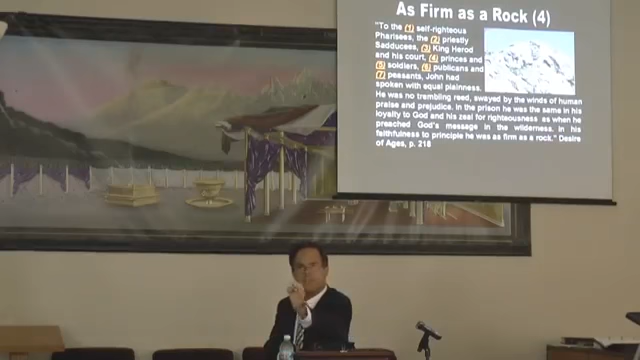 As Firm as a Rock (4)
"To the (1) self-righteous
Pharisees, the (2) priestly
Sadducees, (3) King Herod
and his court, (4) princes and
(5) soldiers, (6) publicans and
(7) peasants, John had
spoken with equal plainness.
He was no trembling reed, swayed by the winds of human
praise and prejudice. In the prison he was the same in his
loyalty to God and his zeal for righteousness as when he
preached God's message in the wilderness. In his
faithfulness to principle he was as firm as a rock." Desire
of Ages, p. 218